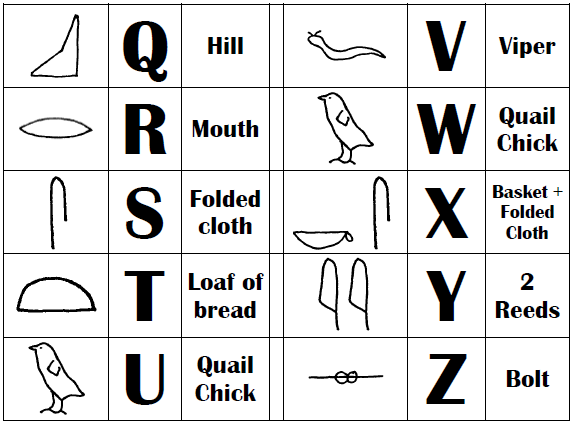 Q Hill V Viper
R Mouth W Quail
Chick
S Folded
cloth X Basket +
Folded
Cloth
T Loaf of
bread Y 2
Reeds
U Quail
Chick Z Bolt